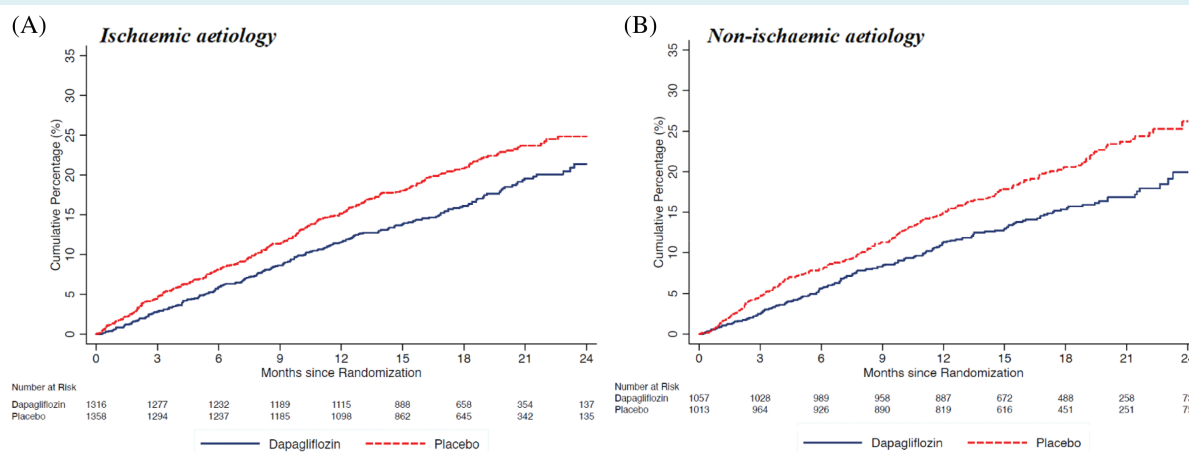 (A)
Ischaemic aetiology
Cumulative Percentage (%)
35
30
25
20
15
10
5
0
0 3 6 9 12 15 18 21 24
Months since Randomization
Number at Risk
Dapagliflozin 1316 1277 1232 1189 1115 888 658 354 137
Placebo 1358 1294 1237 1185 1098 862 645 342 135
Dapagliflozin Placebo
(B)
Non-ischaemic aetiology
Cumulative Percentage (%)
35
30
25
20
15
10
5
0
0 3 6 9 12 15 18 21 24
Months since Randomization
Number at Risk
Dapagliflozin 1057 1028 989 958 887 672 488 258
Placebo 1013 964 926 890 819 616 451 251
Dapagliflozin Placebo